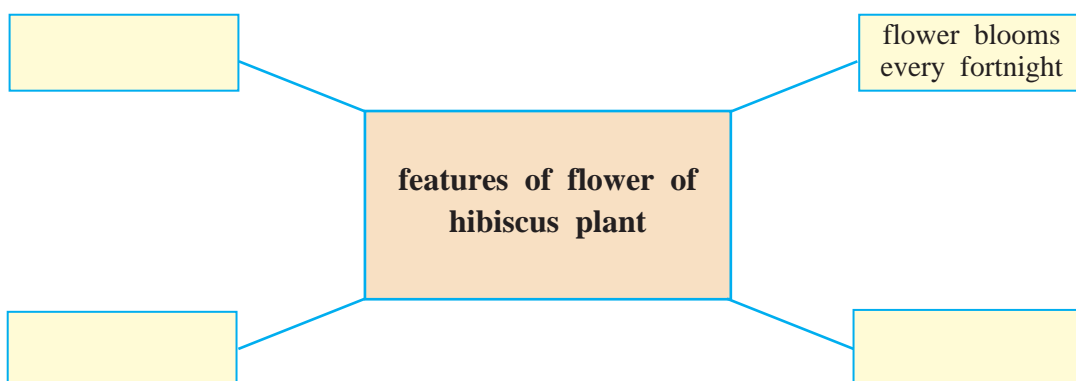 flower blooms
every fortnight
features of flower of
hibiscus plant